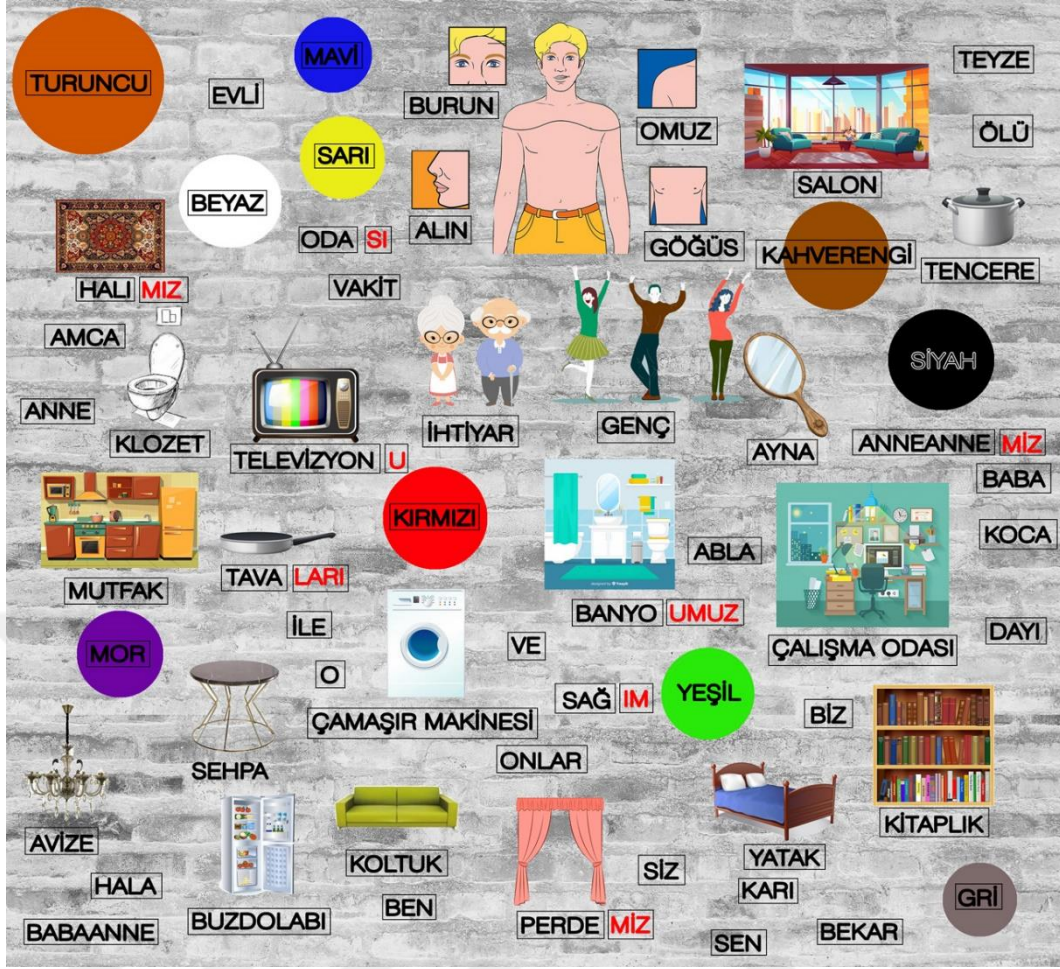 TURUNCU
MAVİ
TEYZE
EVLİ
BURUN
OMUZ
ÖLÜ
SARI
SALON
BEYAZ
ODA SI
ALIN
GÖĞÜS
KAHVERENGİ
TENCERE
HALI MIZ
VAKİT
AMCA
SİYAH
ANNE
KLOZET
TELEVİZYON U
İHTİYAR
GENÇ
AYNA
ANNEANNE MİZ
BABA
KIRMIZI
KOCA
MUTFAK
TAVA LARI
ABLA
BANYO UMUZ
İLE
VE
ÇALIŞMA ODASI
DAYI
MOR
O
SAĞ IM
YEŞİL
BİZ
ÇAMAŞIR MAKİNESİ
ONLAR
SEHPA
KİTAPLIK
AVİZE
KOLTUK
SİZ
YATAK
HALA
KARI
BEN
GRİ
BUZDOLABI
PERDE MİZ
BABAANNE
SEN
BEKAR